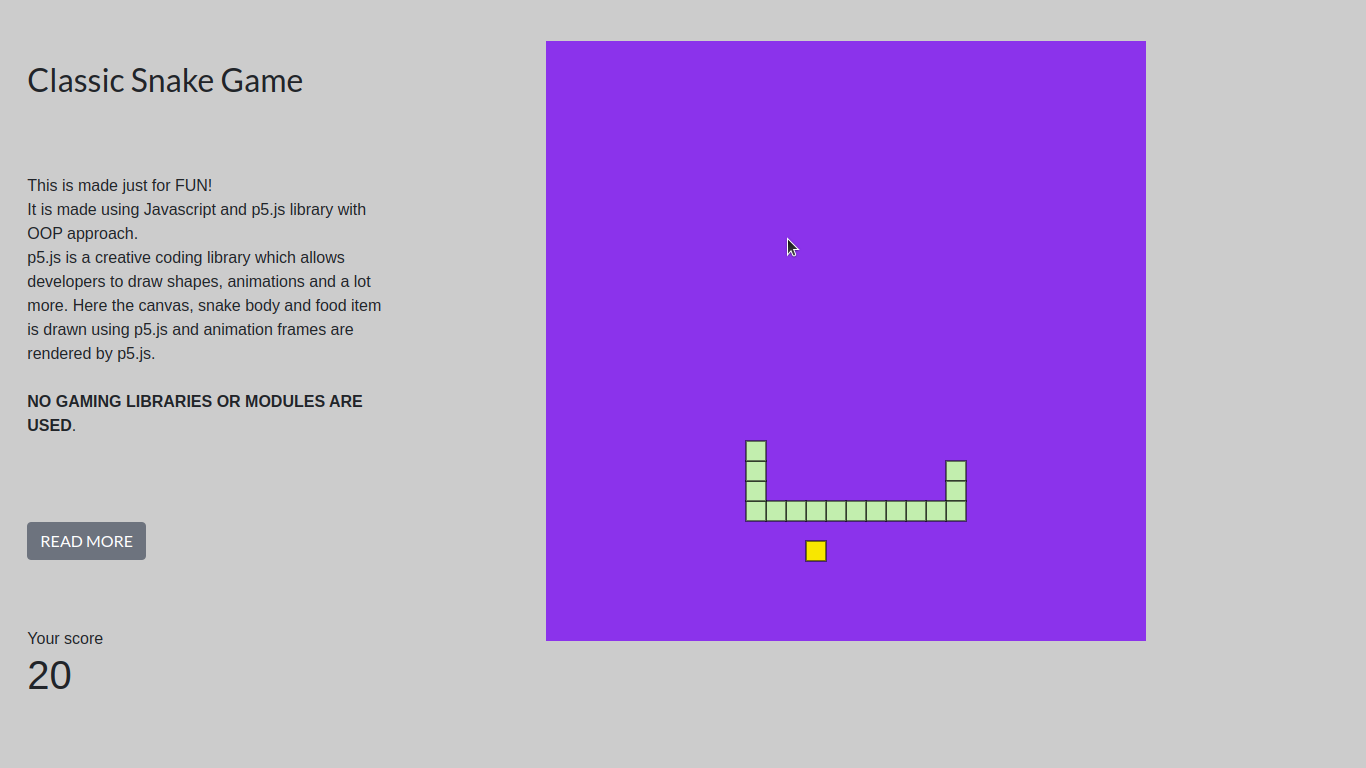 Classic Snake Game
This is made just for FUN!
It is made using Javascript and p5.js library with
OOP approach.
p5.js is a creative coding library which allows
developers to draw shapes, animations and a lot
more. Here the canvas, snake body and food item
is drawn using p5.js and animation frames are
rendered by p5.js.
NO GAMING LIBRARIES OR MODULES ARE
USED.
READ MORE
Your score
20